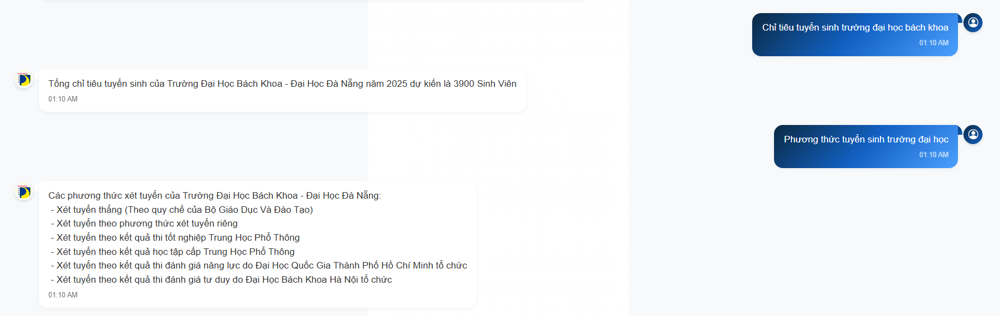 Chỉ tiêu tuyển sinh trường đại học bách khoa
01:10 AM
Tổng chỉ tiêu tuyển sinh của Trường Đại Học Bách Khoa - Đại Học Đà Nẵng năm 2025 dự kiến là 3900 Sinh Viên
01:10 AM
Phương thức tuyển sinh trường đại học
01:10 AM
Các phương thức xét tuyển của Trường Đại Học Bách Khoa - Đại Học Đà Nẵng:
- Xét tuyển thẳng (Theo quy chế của Bộ Giáo Dục Và Đào Tạo)
- Xét tuyển theo phương thức xét tuyển riêng
- Xét tuyển theo kết quả thi tốt nghiệp Trung Học Phổ Thông
- Xét tuyển theo kết quả học tập cấp Trung Học Phổ Thông
- Xét tuyển theo kết quả thi đánh giá năng lực do Đại Học Quốc Gia Thành Phố Hồ Chí Minh tổ chức
- Xét tuyển theo kết quả thi đánh giá tư duy do Đại Học Bách Khoa Hà Nội tổ chức
01:10 AM